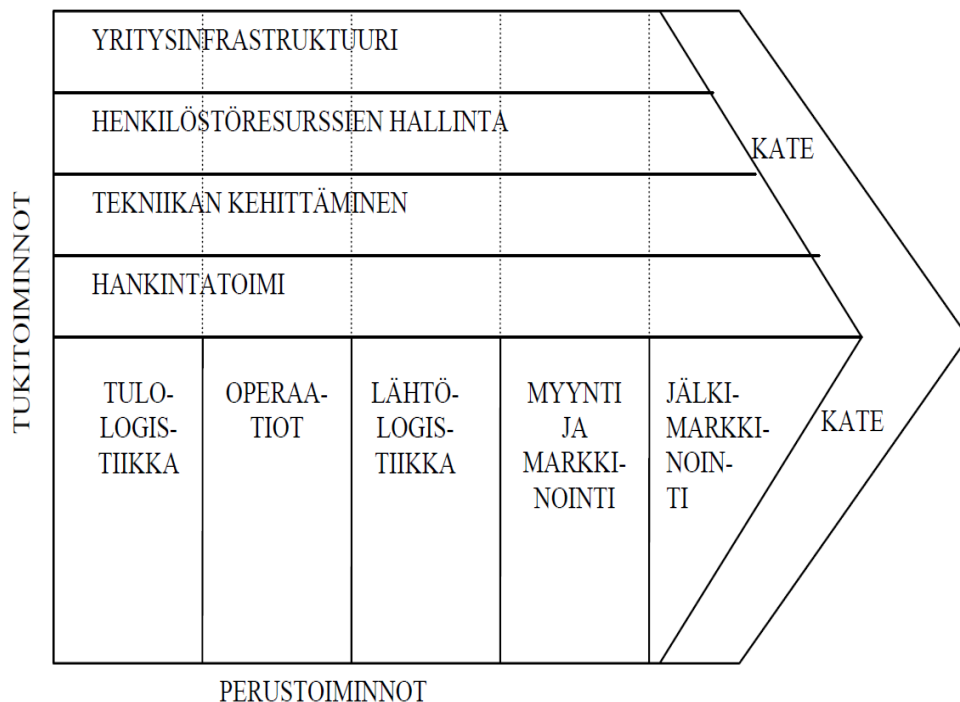 YRITYSINFRASTRUKTUURI
HENKILÖSTÖRESURSSIEN HALLINTA
KATE
TEKNIIKAN KEHITTÄMINEN
HANKINTATOIMI
TUKITOIMINNOT
TULO-
LOGIS-
TIIKKA
OPERAA-
TIOT
LÄHTÖ-
LOGIS-
TIIKKA
MYYNTI
JA
MARKKI-
NOINTI
JÄLKI-
MARKKI-
NOIN-
TI
KATE
PERUSTOIMINNOT